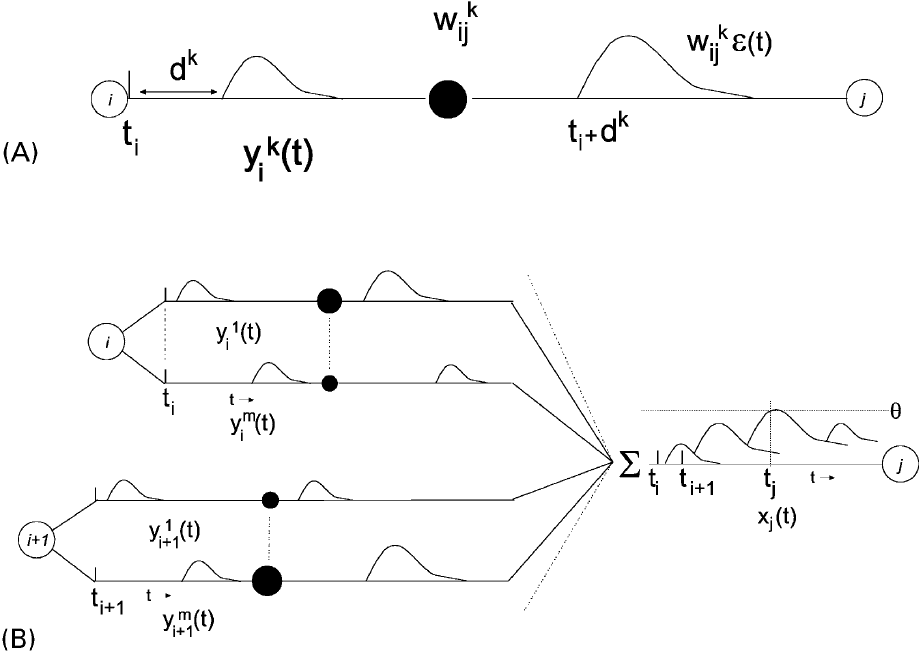 w_ij^k
d^k
w_ij^k ε(t)
i
j
t_i
y_i^k(t)
t_i+d^k
(A)
i
y_i^1(t)
t_i
t →
y_i^m(t)
θ
Σ
t_i
t_i+1
t_j
t →
j
x_j(t)
i+1
y_i+1^1(t)
t_i+1
t →
y_i+1^m(t)
(B)